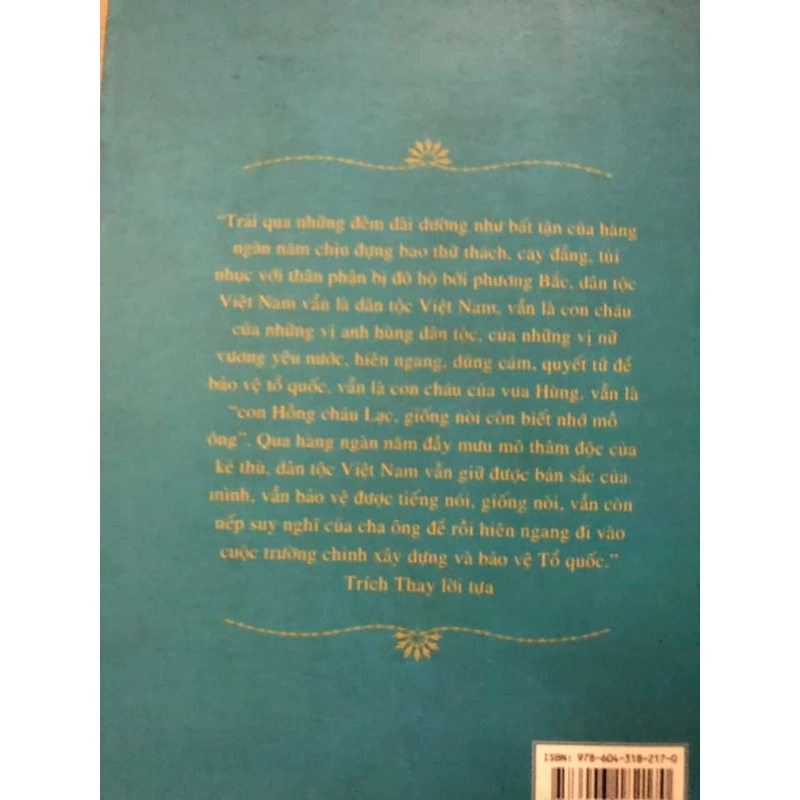 “Trải qua những đêm dài dường như bất tận của hàng
ngàn năm chịu đựng bao thử thách, cay đắng, tủi
nhục với thân phận bị đô hộ bởi phương Bắc, dân tộc
Việt Nam vẫn là dân tộc Việt Nam, vẫn là con cháu
của những vị anh hùng dân tộc, của những vị nữ
vương yêu nước, hiên ngang, dũng cảm, quyết tử để
bảo vệ tổ quốc, vẫn là con cháu của vua Hùng, vẫn là
“con Hồng cháu Lạc, giống nòi còn biết nhớ mồ
ông”. Qua hàng ngàn năm đầy mưu mô thâm độc của
kẻ thù, dân tộc Việt Nam vẫn giữ được bản sắc của
mình, vẫn bảo vệ được tiếng nói, giống nòi, vẫn còn
nếp suy nghĩ của cha ông để rồi hiên ngang đi vào
cuộc trường chinh xây dựng và bảo vệ Tổ quốc.”
Trích Thay lời tựa
ISBN: 978-604-318-217-0